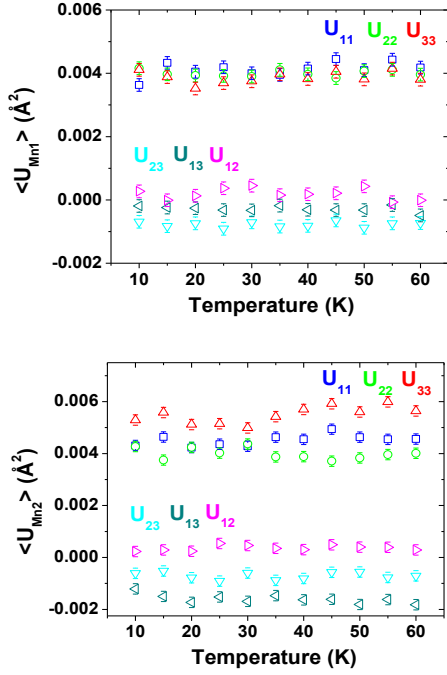 0.006
0.004
0.002
0.000
-0.002
<U_Mn1> (Å²)
U₁₁ U₂₂ U₃₃
U₂₃ U₁₃ U₁₂
10 20 30 40 50 60
Temperature (K)
0.006
0.004
0.002
0.000
-0.002
<U_Mn2> (Å²)
U₁₁ U₂₂ U₃₃
U₂₃ U₁₃ U₁₂
10 20 30 40 50 60
Temperature (K)